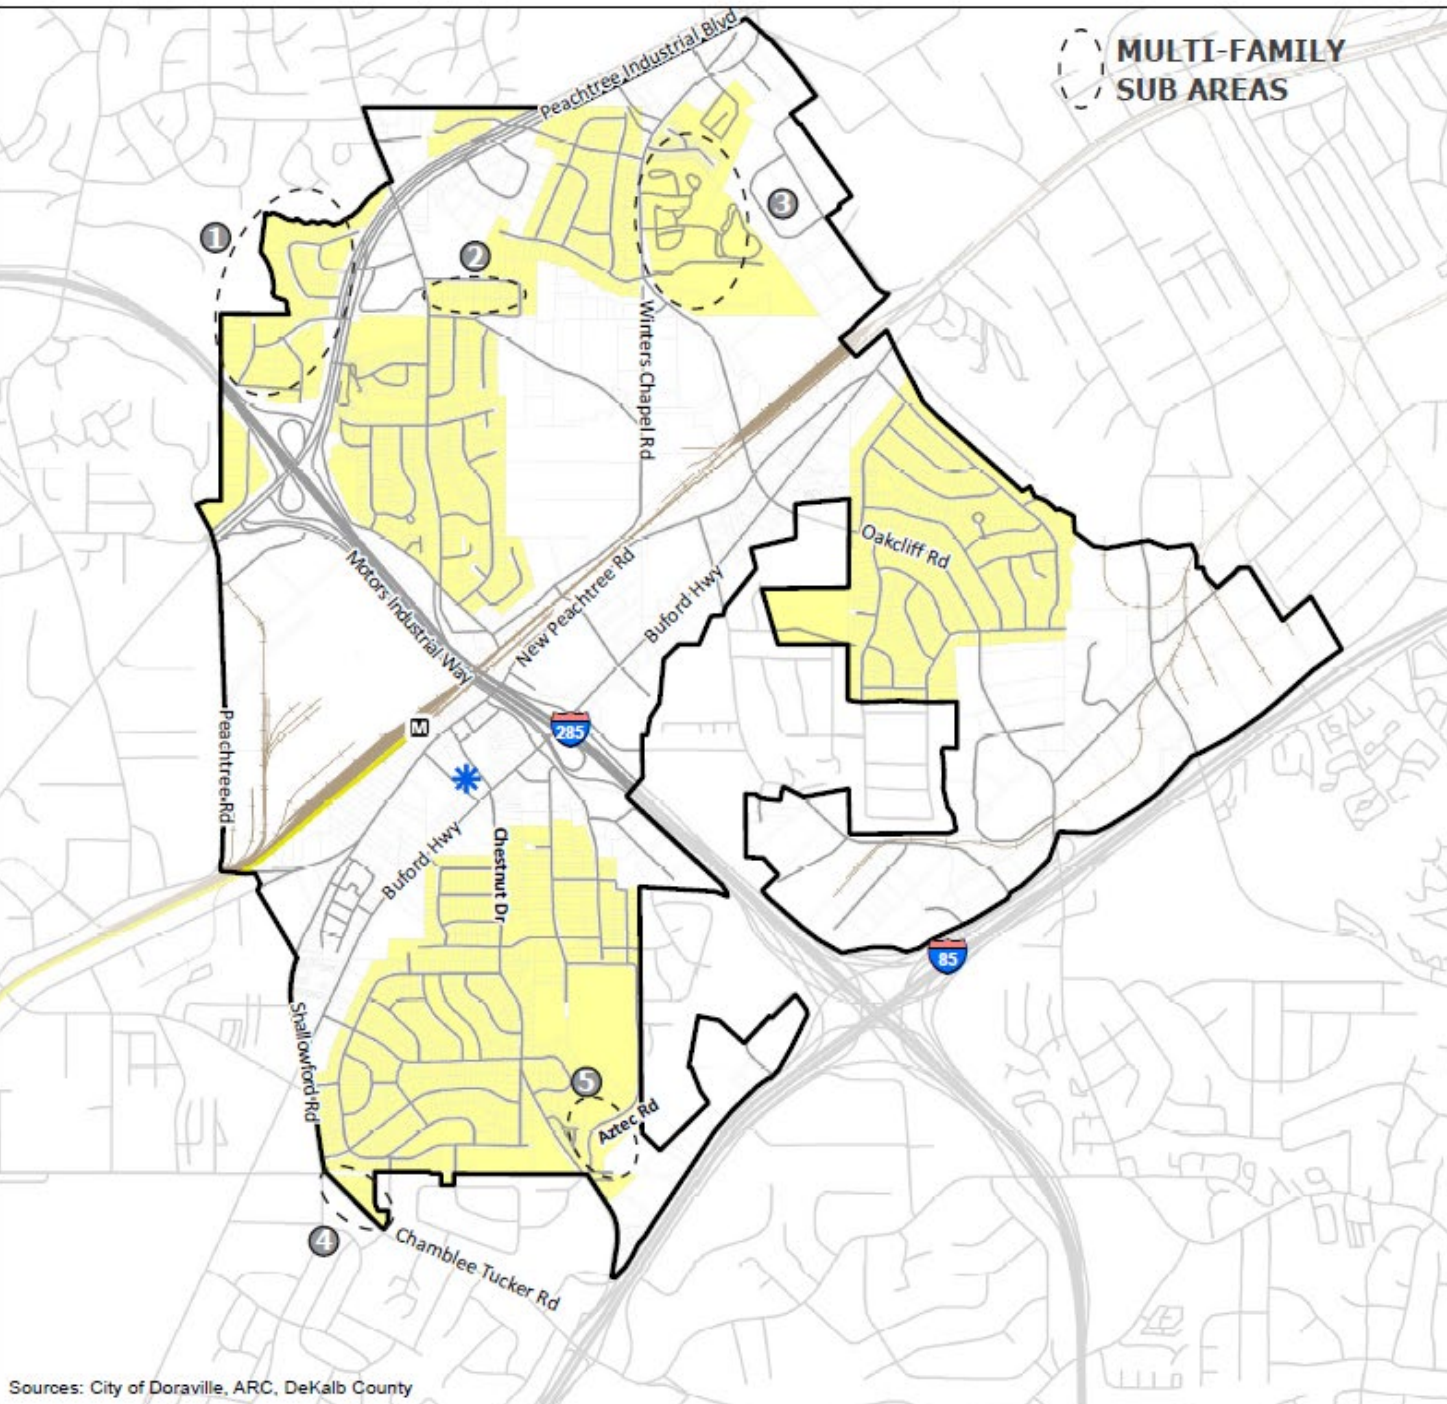 Peachtree Industrial Blvd
MULTI-FAMILY
SUB AREAS
1
2
3
Winters Chapel Rd
Oakcliff Rd
Motors Industrial Way
New Peachtree Rd
Buford Hwy
Peachtree Rd
M
285
Buford Hwy
Chestnut Dr
85
Shallowford Rd
5
Aztec Rd
4
Chamblee Tucker Rd
Sources: City of Doraville, ARC, DeKalb County